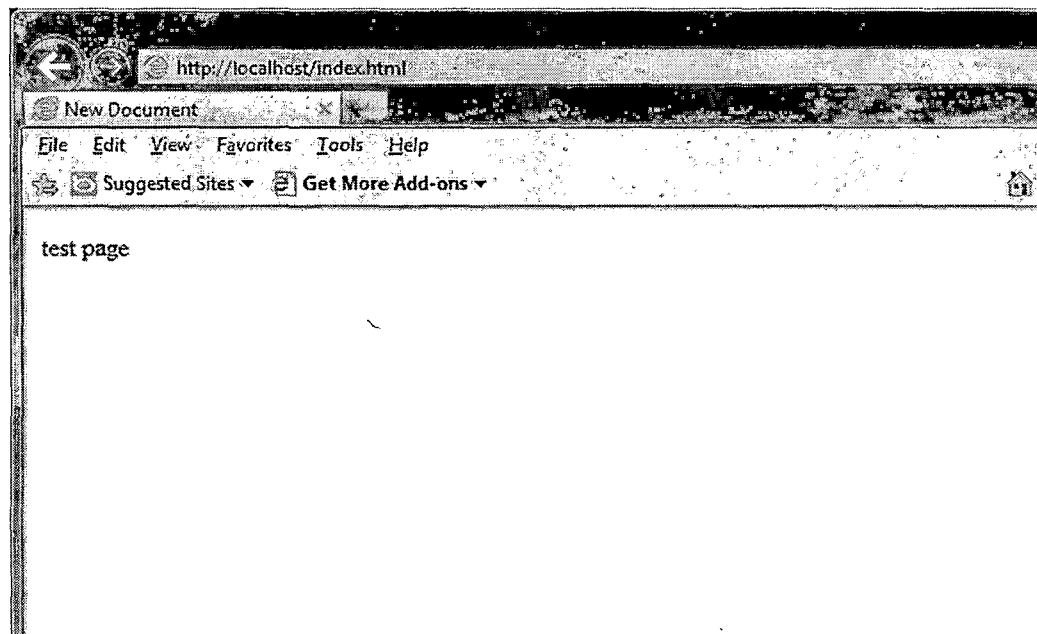 http://localhost/index.html
New Document
File Edit View Favorites Tools Help
Suggested Sites Get More Add-ons
test page